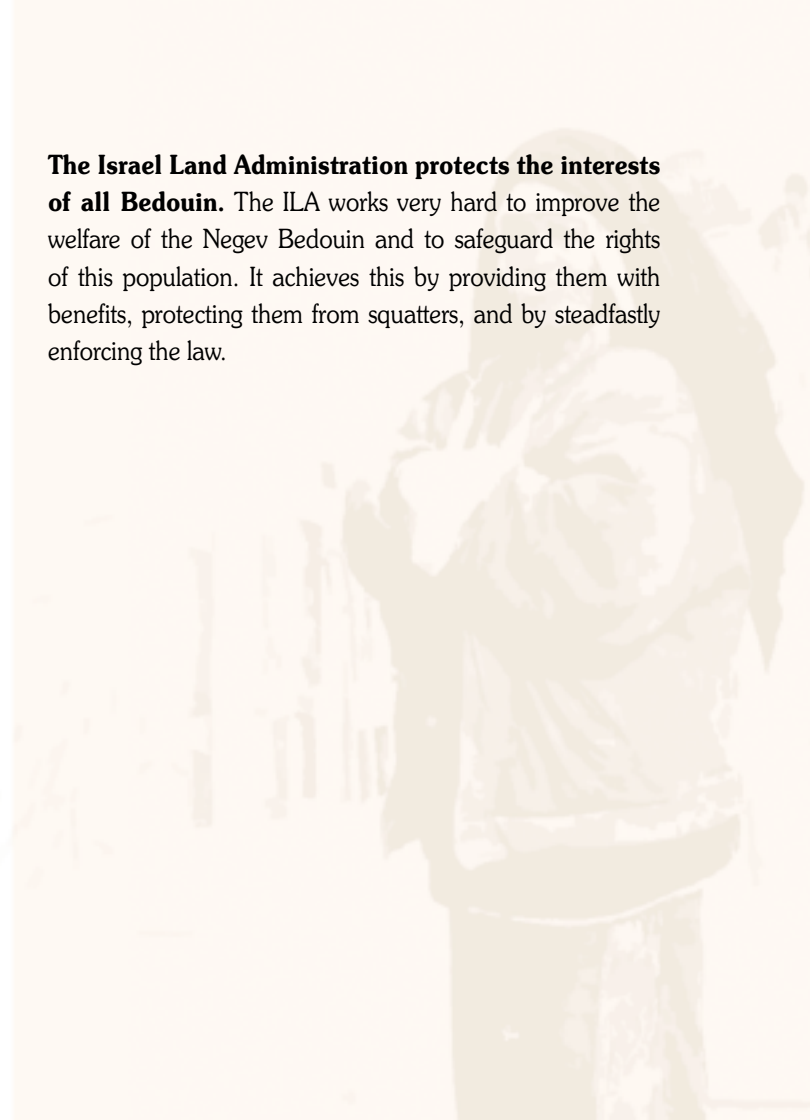 The Israel Land Administration protects the interests
of all Bedouin. The ILA works very hard to improve the
welfare of the Negev Bedouin and to safeguard the rights
of this population. It achieves this by providing them with
benefits, protecting them from squatters, and by steadfastly
enforcing the law.